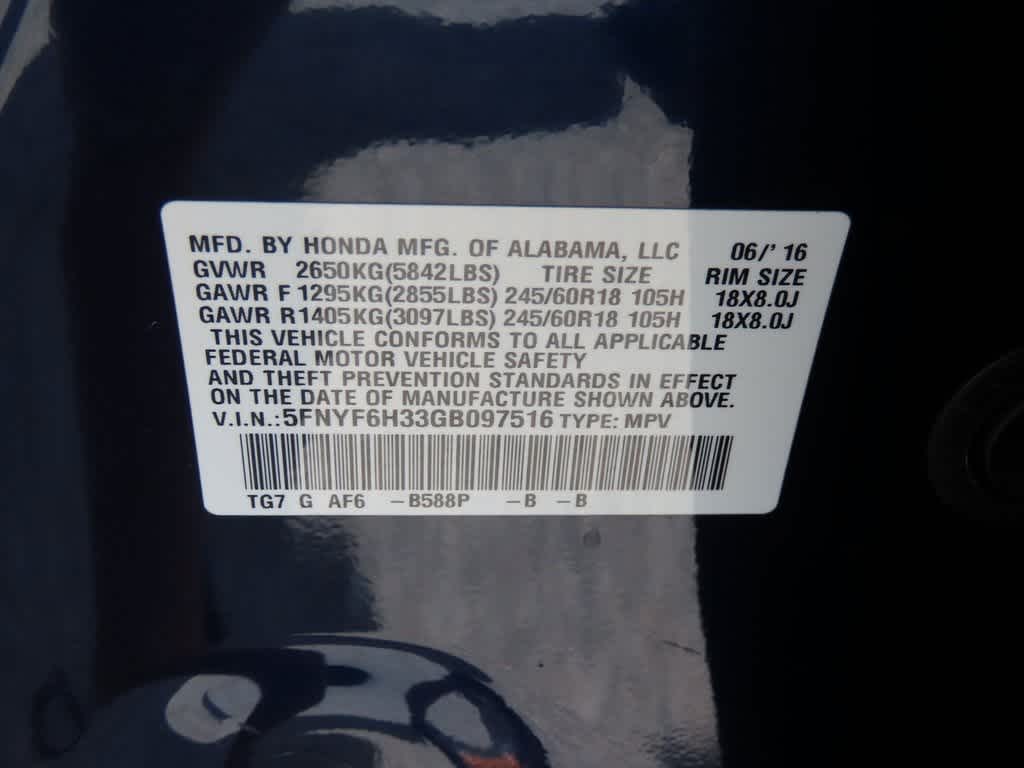 MFD. BY HONDA MFG. OF ALABAMA, LLC 06/' 16
GVWR 2650KG(5842LBS) TIRE SIZE RIM SIZE
GAWR F 1295KG(2855LBS) 245/60R18 105H 18X8.0J
GAWR R1405KG(3097LBS) 245/60R18 105H 18X8.0J
THIS VEHICLE CONFORMS TO ALL APPLICABLE
FEDERAL MOTOR VEHICLE SAFETY
AND THEFT PREVENTION STANDARDS IN EFFECT
ON THE DATE OF MANUFACTURE SHOWN ABOVE.
V.I.N.:5FNYF6H33GB097516 TYPE: MPV
TG7 G AF6 –B588P –B –B